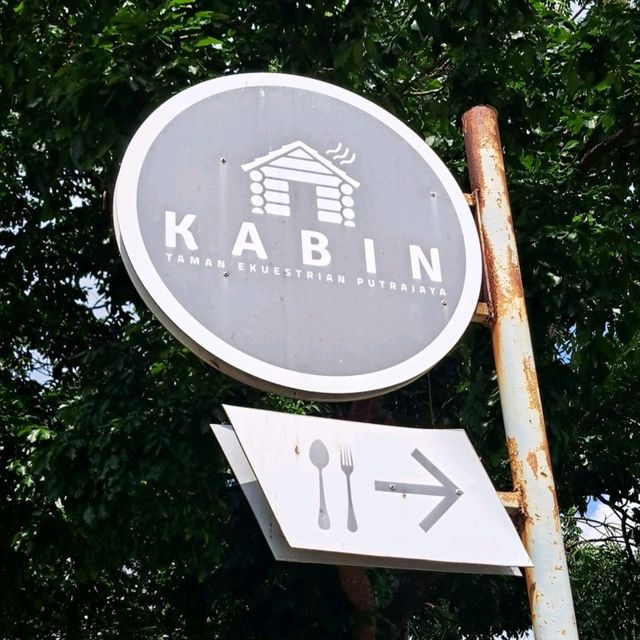 KABIN
TAMAN EKUESTRIAN PUTRAJAYA